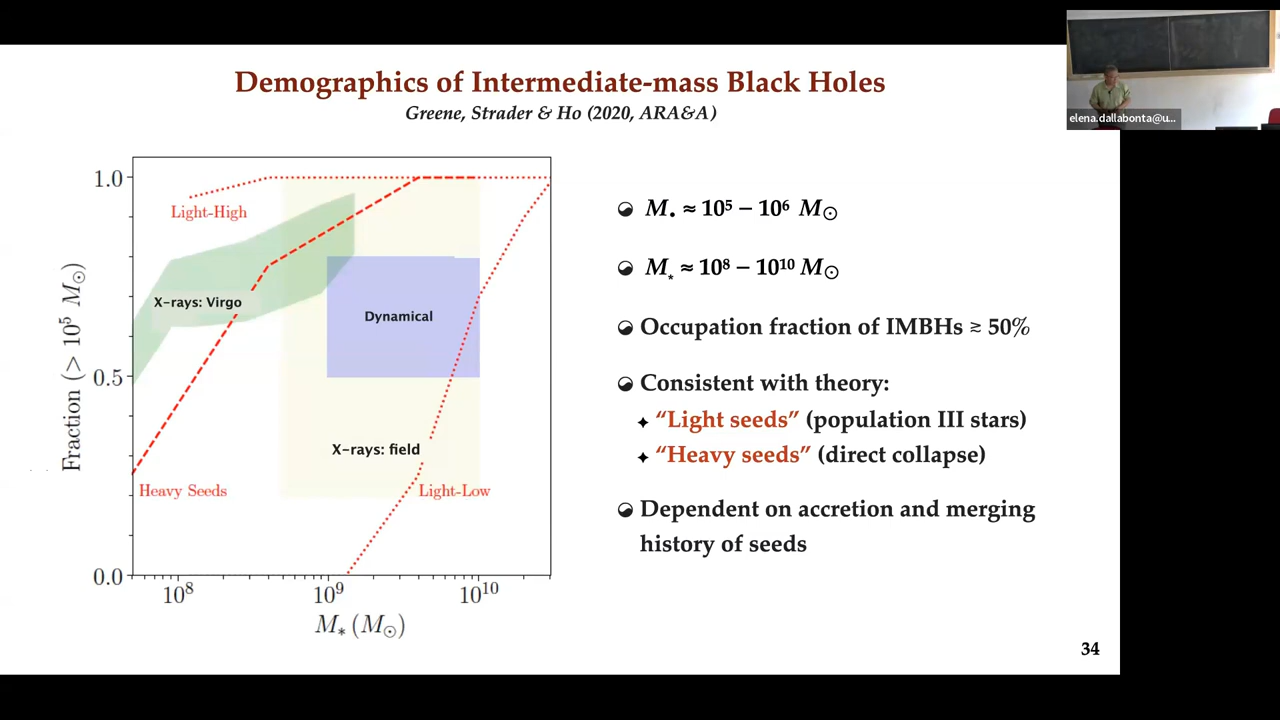 Demographics of Intermediate-mass Black Holes
Greene, Strader & Ho (2020, ARA&A)
elena.dallabonta@u...
1.0
0.5
0.0
Fraction (> 10⁵ M⊙)
Light-High
X-rays: Virgo
Dynamical
X-rays: field
Heavy Seeds
Light-Low
10⁸
10⁹
10¹⁰
M* (M⊙)
M• ≈ 10⁵ – 10⁶ M⊙
M* ≈ 10⁸ – 10¹⁰ M⊙
Occupation fraction of IMBHs ≳ 50%
Consistent with theory:
"Light seeds" (population III stars)
"Heavy seeds" (direct collapse)
Dependent on accretion and merging
history of seeds
34